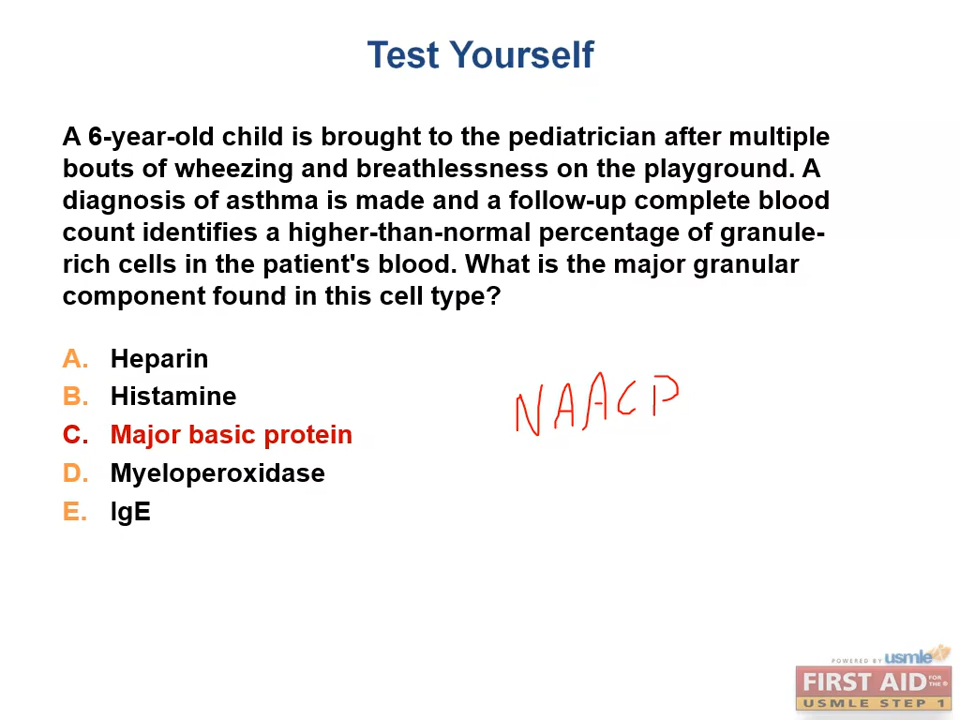 Test Yourself
A 6-year-old child is brought to the pediatrician after multiple
bouts of wheezing and breathlessness on the playground. A
diagnosis of asthma is made and a follow-up complete blood
count identifies a higher-than-normal percentage of granule-
rich cells in the patient's blood. What is the major granular
component found in this cell type?
A. Heparin
B. Histamine
C. Major basic protein
D. Myeloperoxidase
E. IgE
NAACP
POWERED BY usmle
FIRST AID FOR THE®
USMLE STEP 1